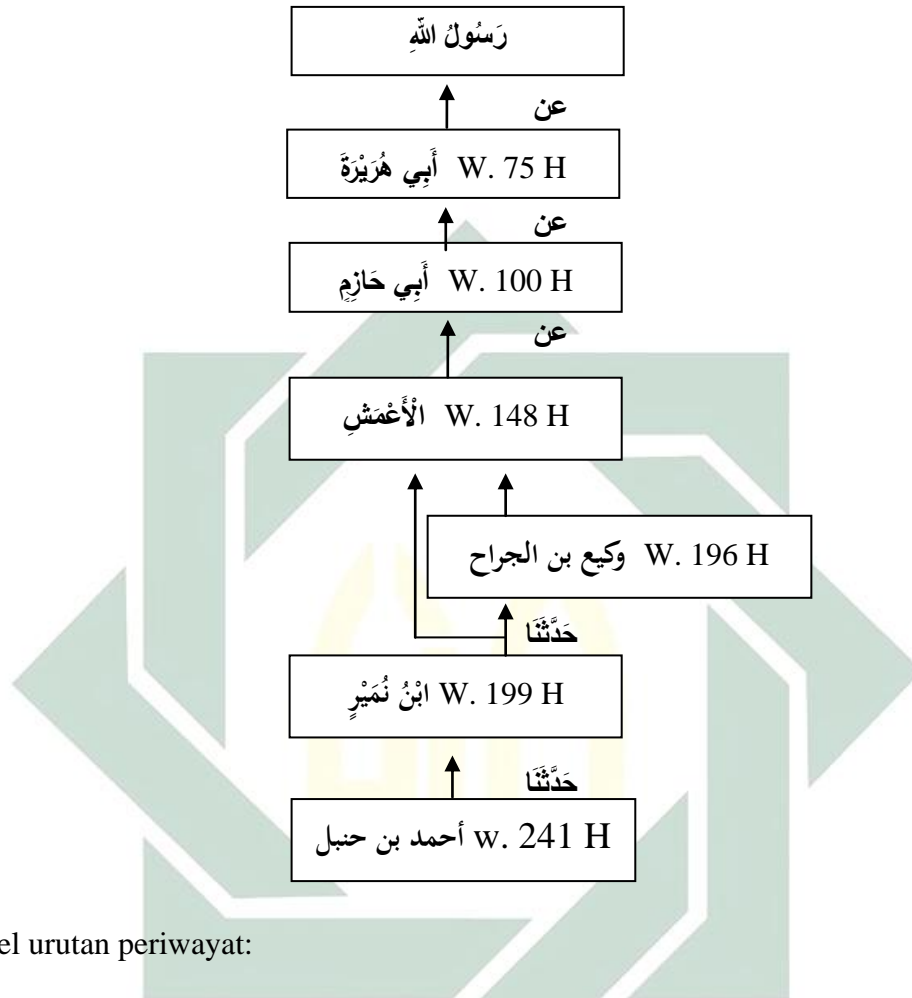 رَسُولُ اللهِ
عن
أَبِي هُرَيْرَةَ W. 75 H
عن
أَبِي حَازِمٍ W. 100 H
عن
الْأَعْمَشِ W. 148 H
وكيع بن الجراح W. 196 H
حَدَّثَنَا
ابْنُ نُمَيْرٍ W. 199 H
حَدَّثَنَا
أحمد بن حنبل w. 241 H
el urutan periwayat: